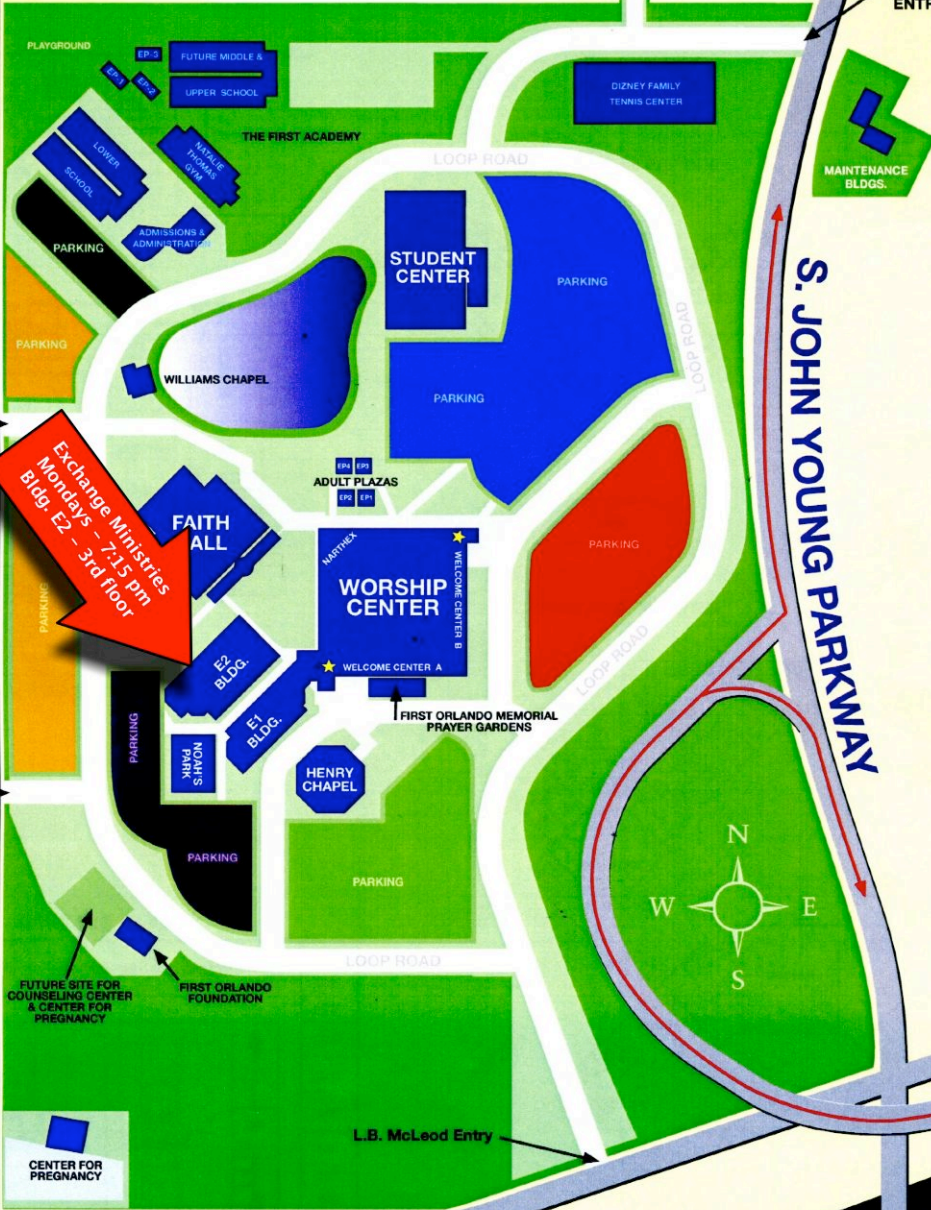 ENTR
PLAYGROUND
EP-3
EP-1
EP-2
FUTURE MIDDLE &
UPPER SCHOOL
DIZNEY FAMILY
TENNIS CENTER
THE FIRST ACADEMY
LOOP ROAD
MAINTENANCE
BLDGS.
LOWER
SCHOOL
NATALIE
THOMAS
GYM
ADMISSIONS &
ADMINISTRATION
PARKING
STUDENT
CENTER
PARKING
S. JOHN YOUNG PARKWAY
PARKING
LOOP ROAD
WILLIAMS CHAPEL
PARKING
Exchange Ministries
Mondays – 7:15 pm
Bldg. E2 – 3rd floor
EP4
EP3
ADULT PLAZAS
EP2
EP1
FAITH
HALL
NARTHEX
WORSHIP
CENTER
WELCOME CENTER B
PARKING
PARKING
WELCOME CENTER A
E2
BLDG.
E1
BLDG.
LOOP ROAD
FIRST ORLANDO MEMORIAL
PRAYER GARDENS
PARKING
NOAH'S
PARK
HENRY
CHAPEL
PARKING
PARKING
N
W
E
S
LOOP ROAD
FUTURE SITE FOR
COUNSELING CENTER
& CENTER FOR
PREGNANCY
FIRST ORLANDO
FOUNDATION
L.B. McLeod Entry
CENTER FOR
PREGNANCY